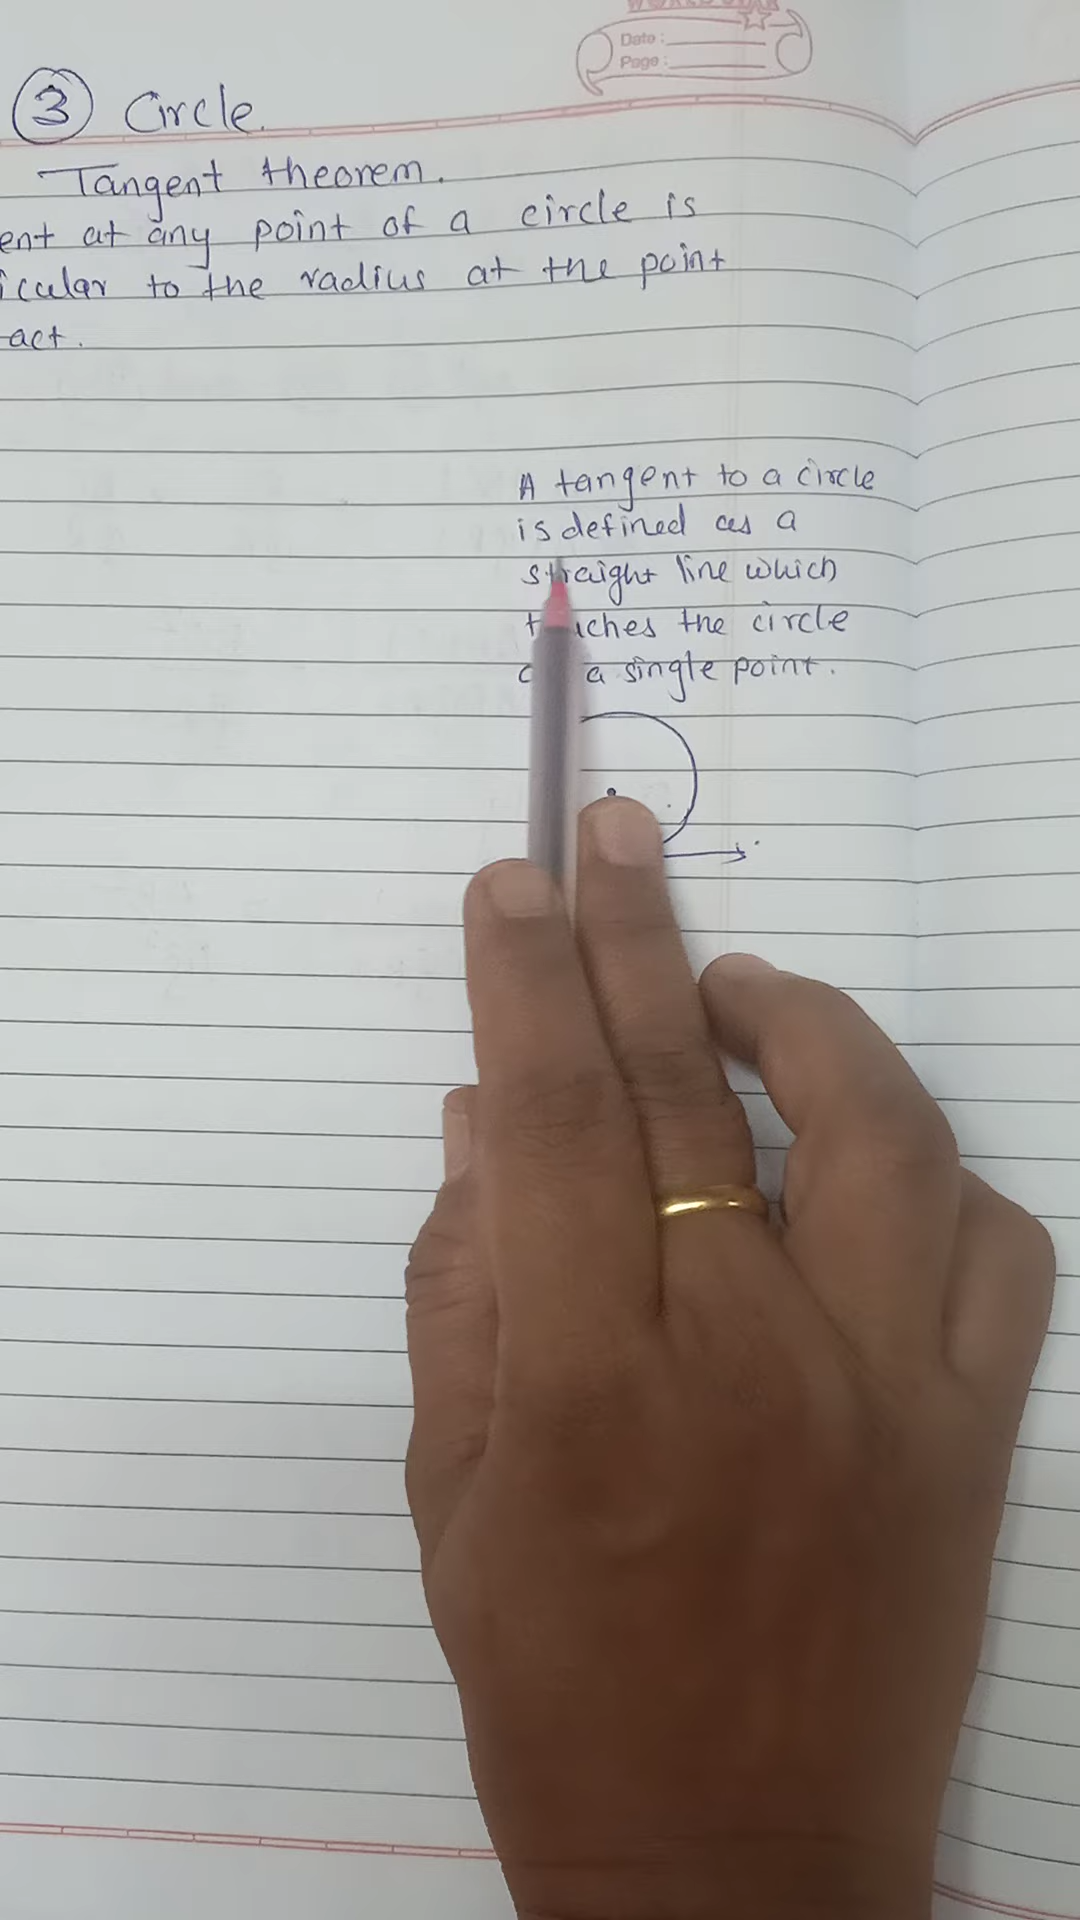 Date :
Page :
3 Circle.
Tangent theorem.
ent at any point of a circle is
icular to the radius at the point
act.
A tangent to a circle
is defined as a
straight line which
the circle
a single point.